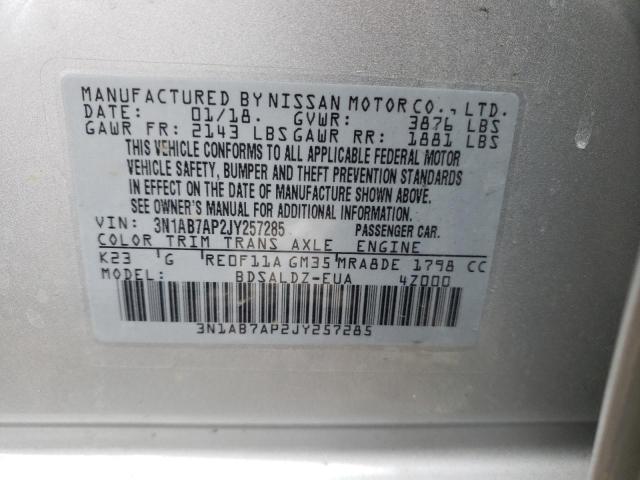 MANUFACTURED BY NISSAN MOTOR CO., LTD.
DATE: 01/18. GVWR: 3876 LBS
GAWR FR: 2143 LBS GAWR RR: 1881 LBS
THIS VEHICLE CONFORMS TO ALL APPLICABLE FEDERAL MOTOR
VEHICLE SAFETY, BUMPER AND THEFT PREVENTION STANDARDS
IN EFFECT ON THE DATE OF MANUFACTURE SHOWN ABOVE.
SEE OWNER'S MANUAL FOR ADDITIONAL INFORMATION.
VIN: 3N1AB7AP2JY257285 PASSENGER CAR.
COLOR TRIM TRANS AXLE ENGINE
K23 G RE0F11A GM35 MRA8DE 1798 CC
MODEL: BDSALDZ-EUA 4Z000
3N1AB7AP2JY257285